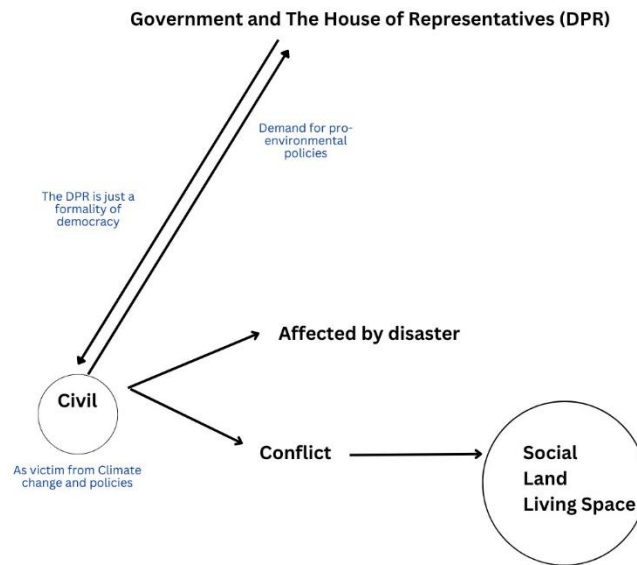 Government and The House of Representatives (DPR)
Demand for pro-
environmental
policies
The DPR is just a
formality of
democracy
Affected by disaster
Civil
As victim from Climate
change and policies
Conflict
Social
Land
Living Space